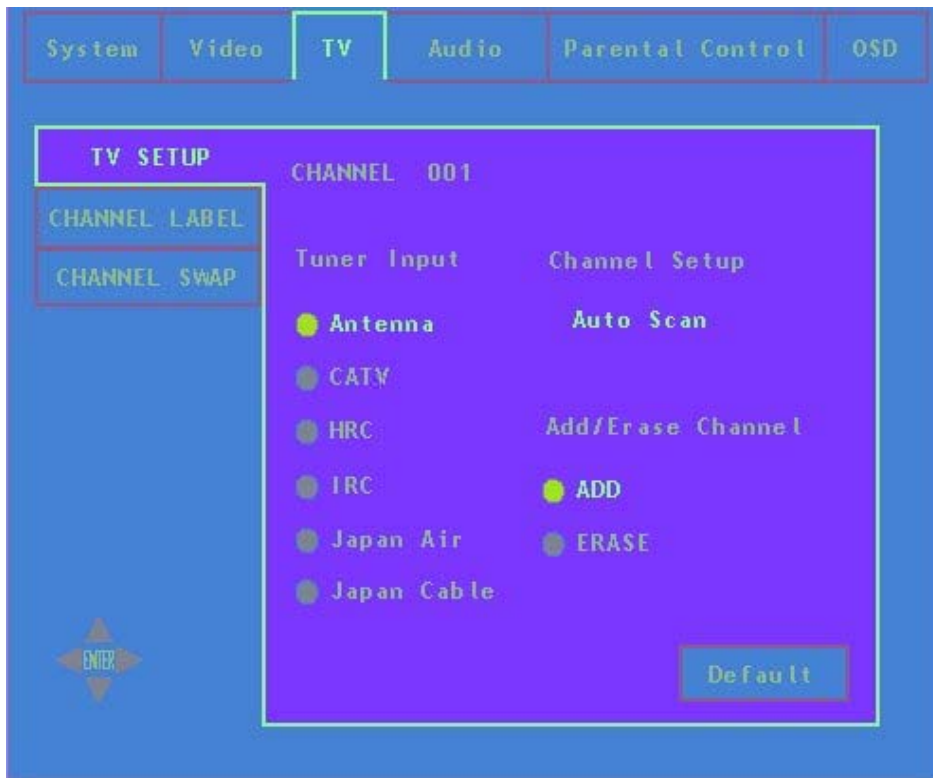 System Video TV Audio Parental Control OSD
TV SETUP
CHANNEL LABEL
CHANNEL SWAP
CHANNEL 001
Tuner Input
Antenna
CATV
HRC
IRC
Japan Air
Japan Cable
Channel Setup
Auto Scan
Add/Erase Channel
ADD
ERASE
Default
ENTER